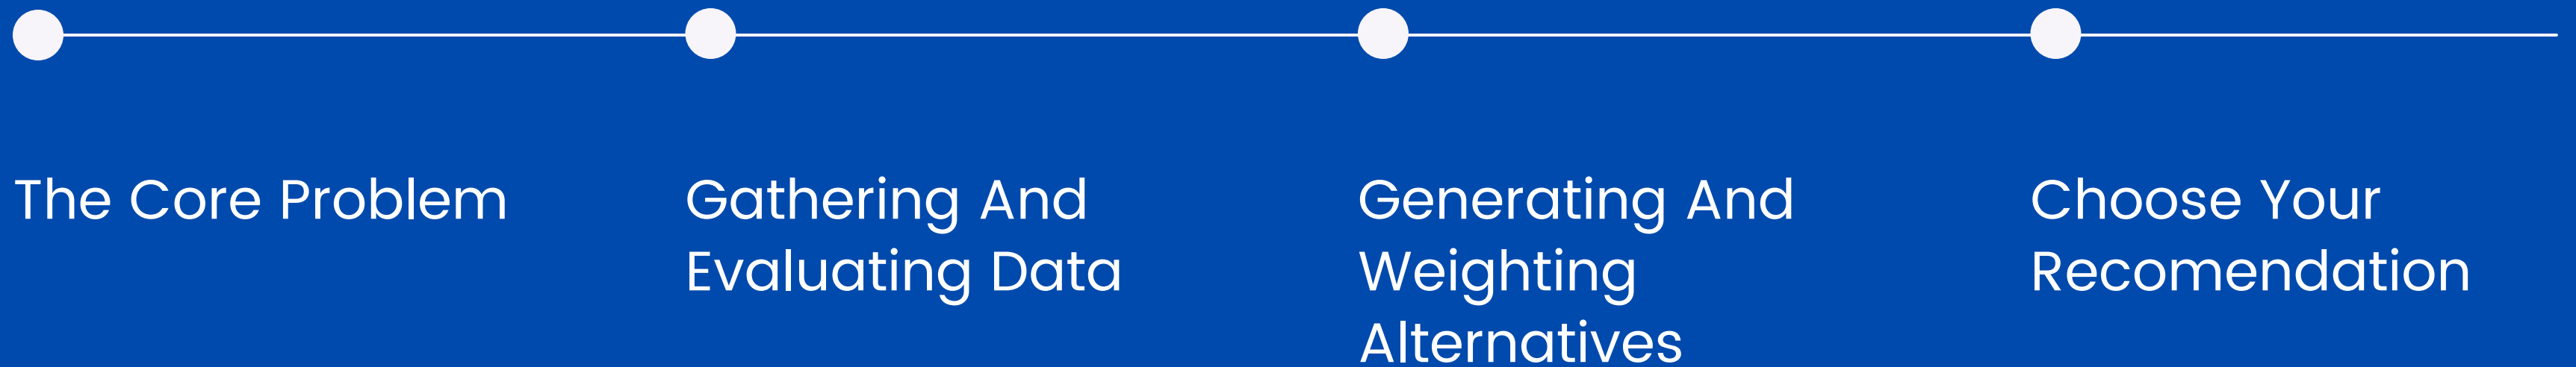 The Core Problem
Gathering And
Evaluating Data
Generating And
Weighting
Alternatives
Choose Your
Recomendation